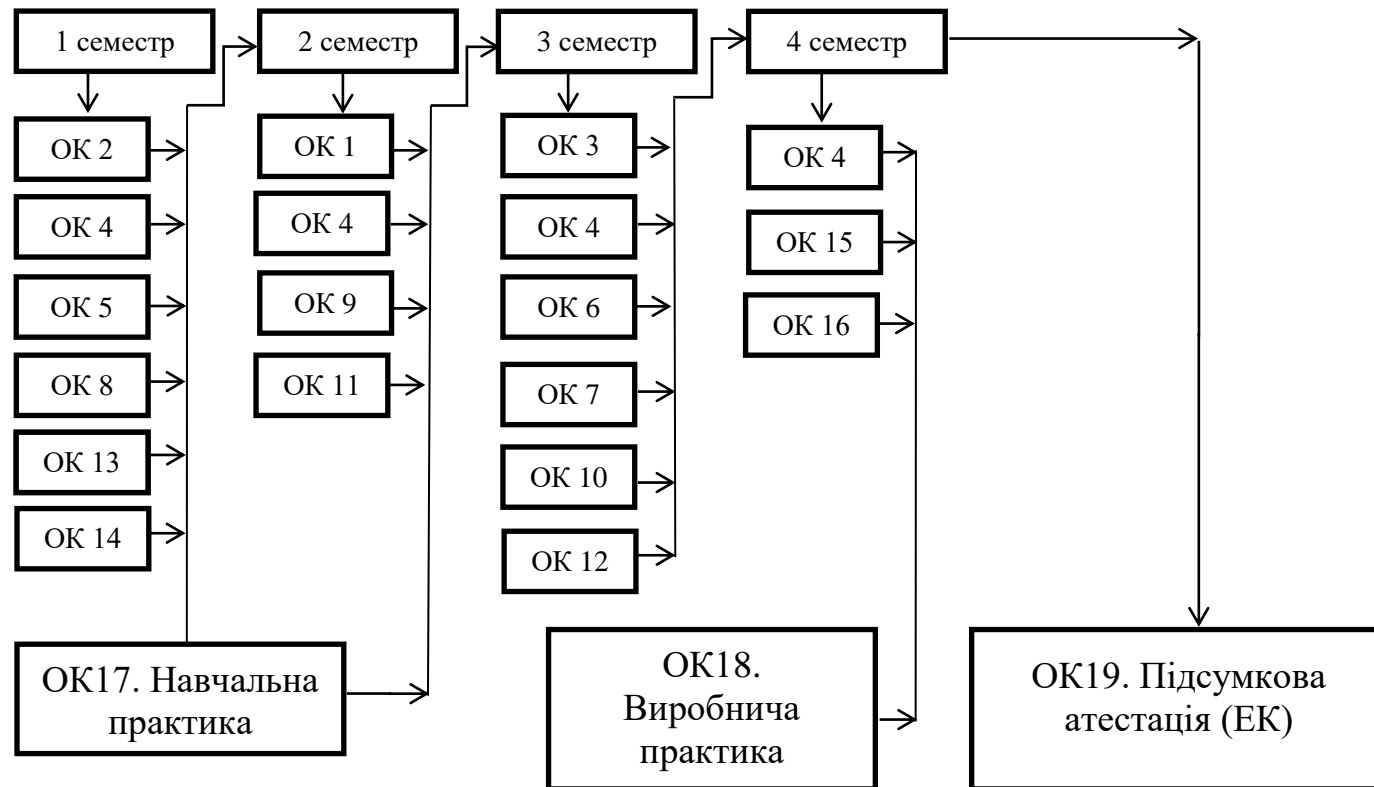 1 семестр
2 семестр
3 семестр
4 семестр
ОК 2
ОК 4
ОК 5
ОК 8
ОК 13
ОК 14
ОК 1
ОК 4
ОК 9
ОК 11
ОК 3
ОК 4
ОК 6
ОК 7
ОК 10
ОК 12
ОК 4
ОК 15
ОК 16
ОК17. Навчальна
практика
ОК18.
Виробнича
практика
ОК19. Підсумкова
атестація (ЕК)